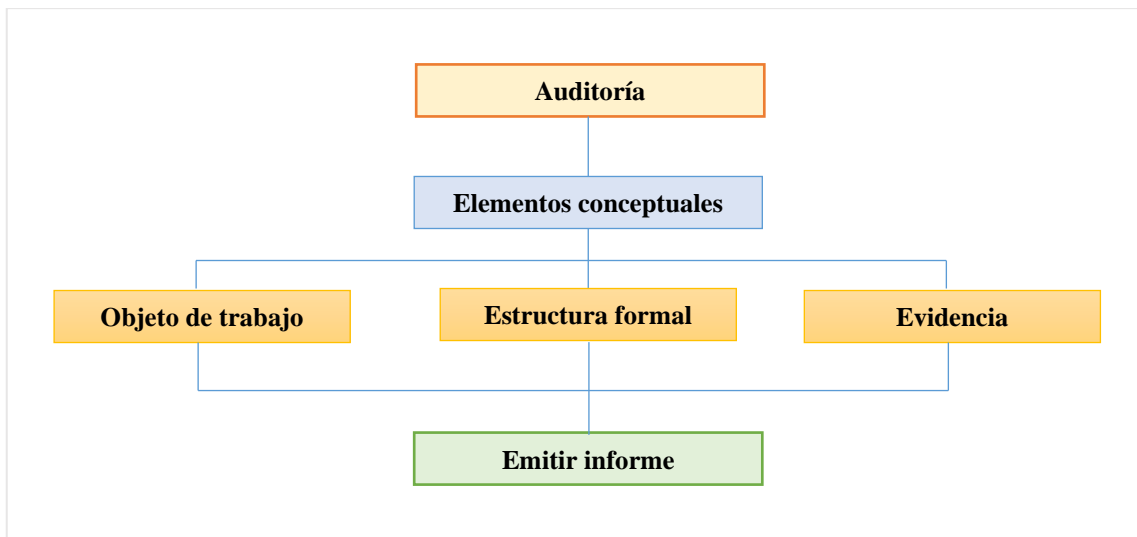 Auditoría
Elementos conceptuales
Objeto de trabajo
Estructura formal
Evidencia
Emitir informe